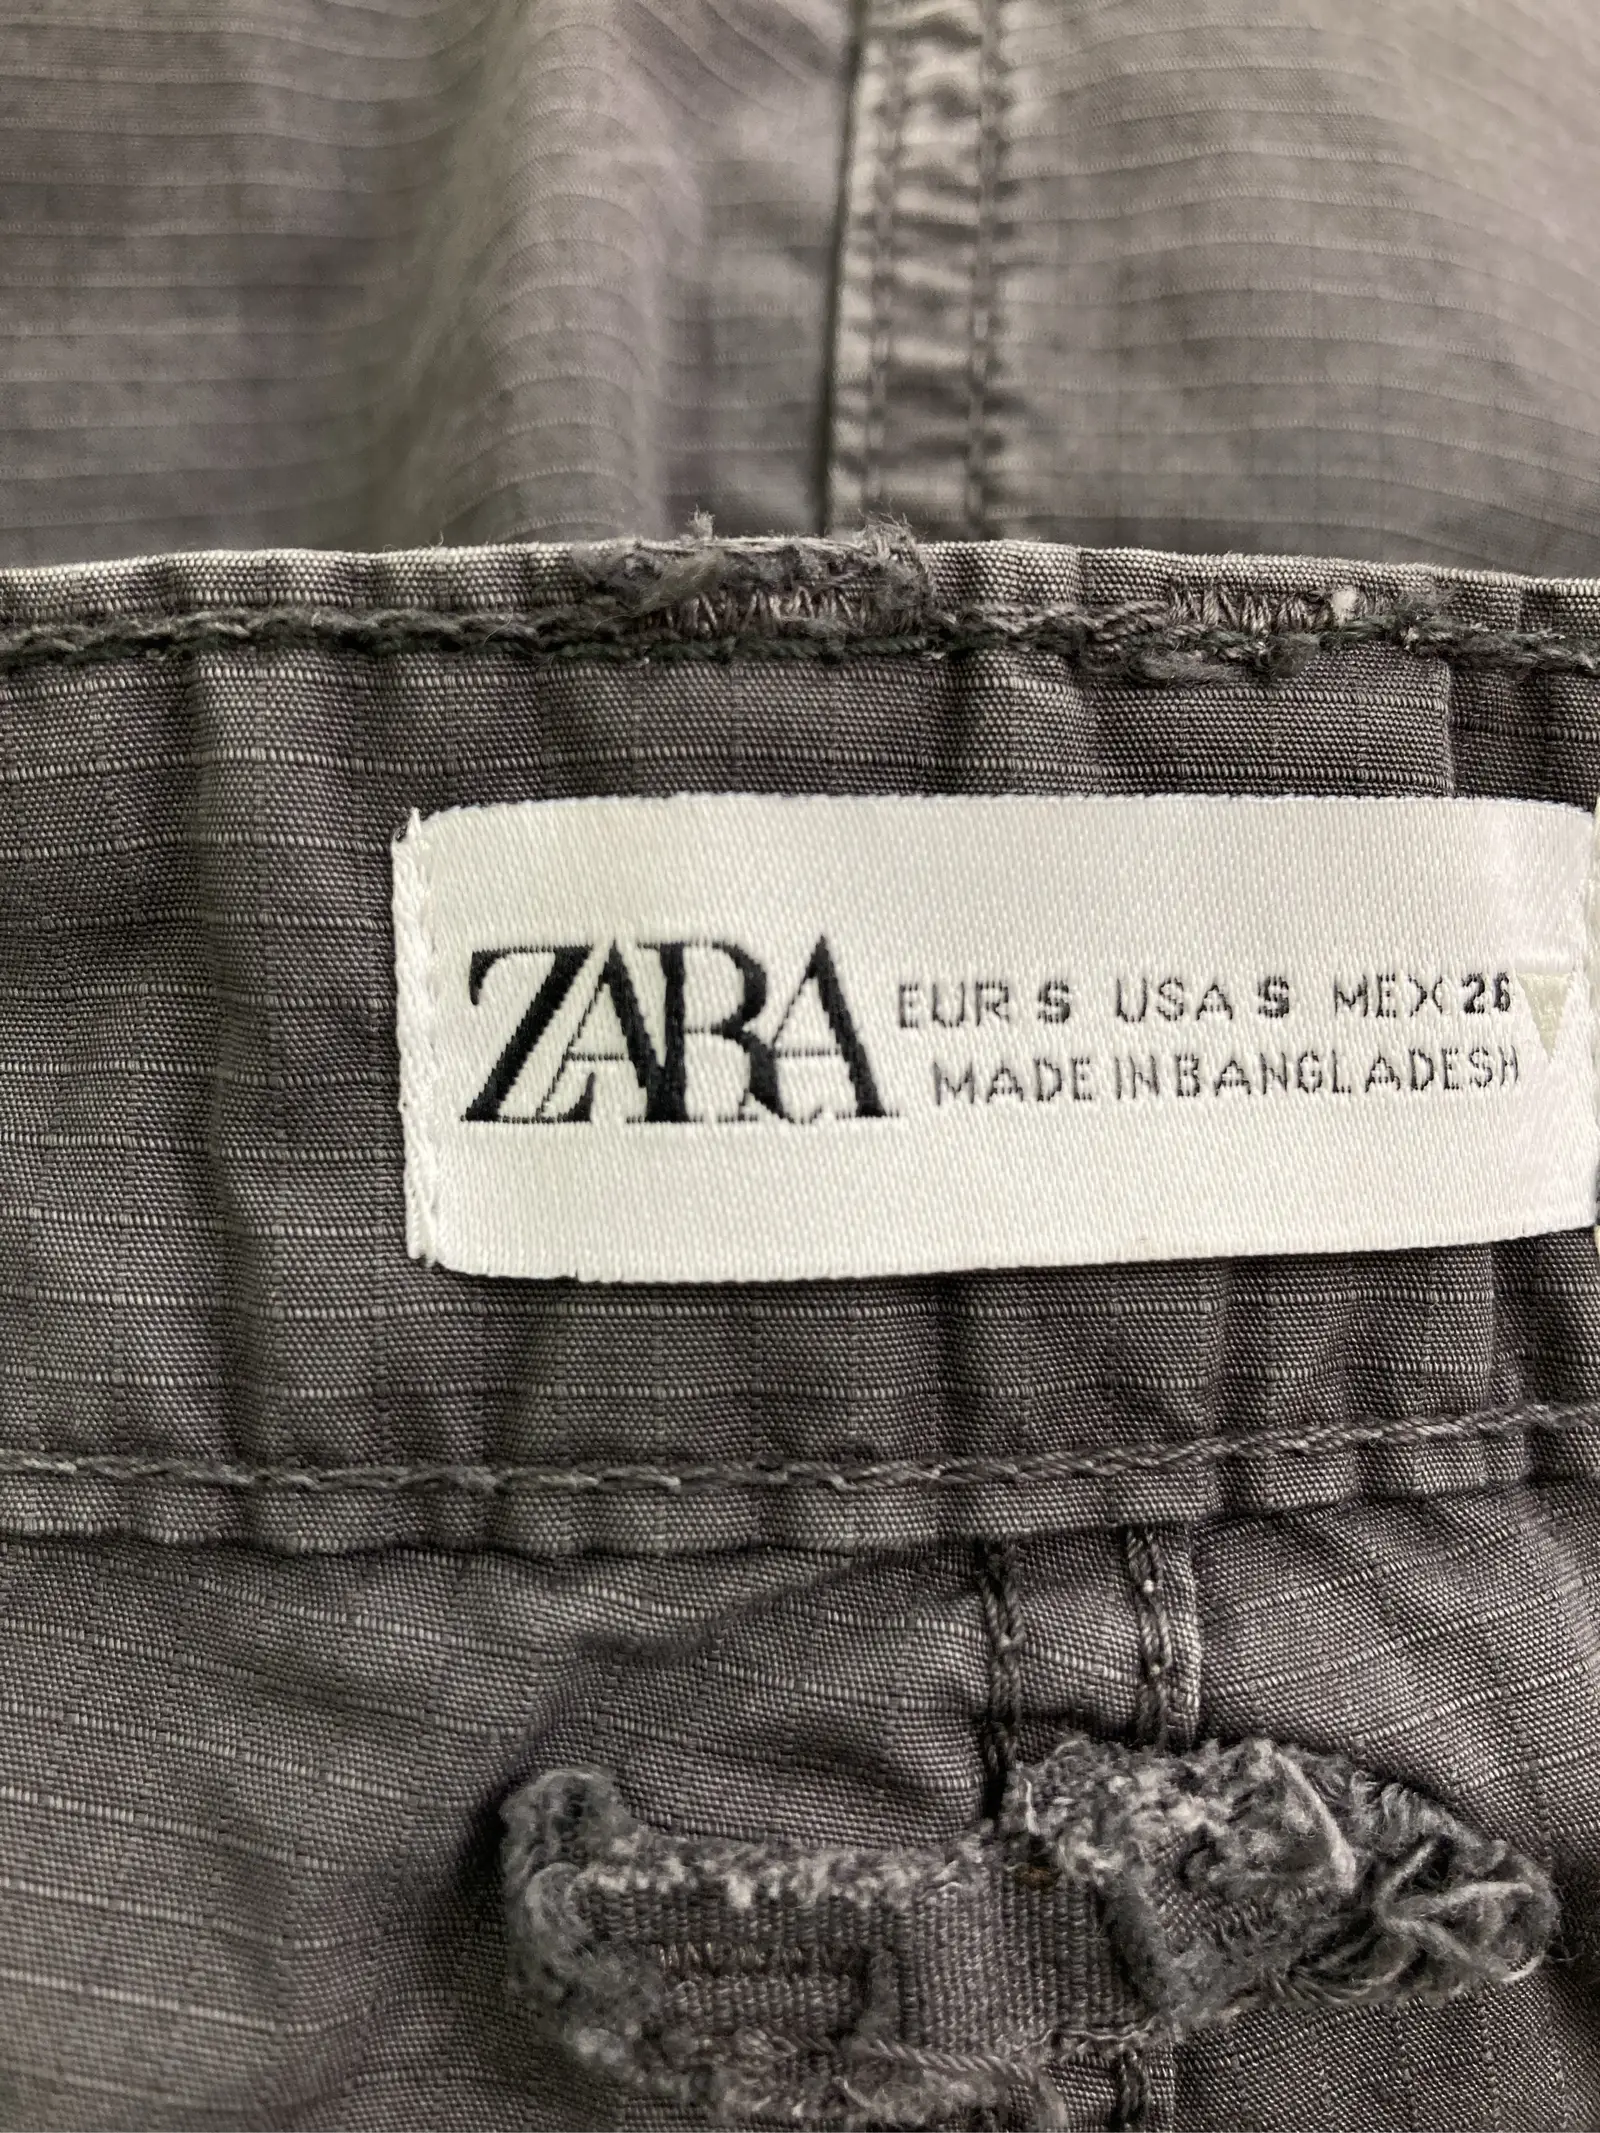 ZARA
EUR S USA S MEX 26
MADE IN BANGLADESH